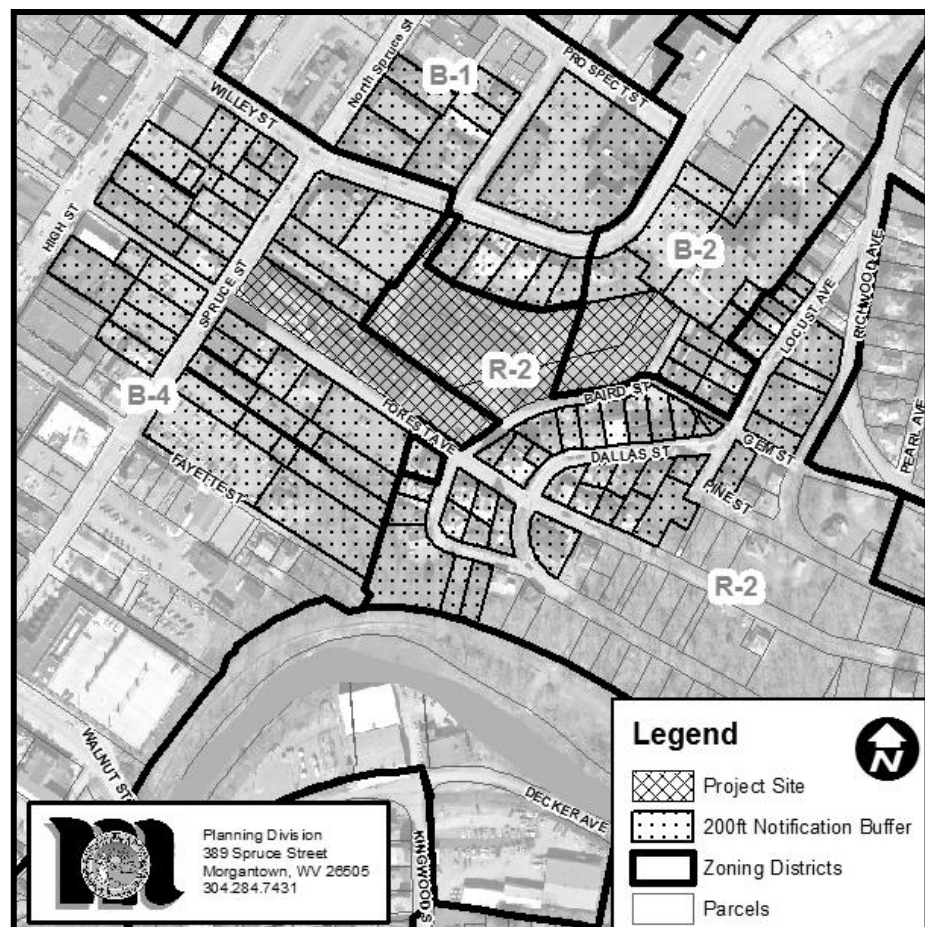 PROSPECT ST
North Spruce St
B-1
WILLEY ST
HIGH ST
SPRUCE ST
B-2
LOCUST AVE
RICHWOOD AVE
R-2
BAIRD ST
B-4
FOREST AVE
DALLAS ST
GEM ST
PEARL AVE
FAYETTE ST
PINE ST
R-2
WALNUT ST
DECKER AVE
KINGWOOD S
Legend
N
Project Site
200ft Notification Buffer
Zoning Districts
Parcels
Planning Division
389 Spruce Street
Morgantown, WV 26505
304.284.7431